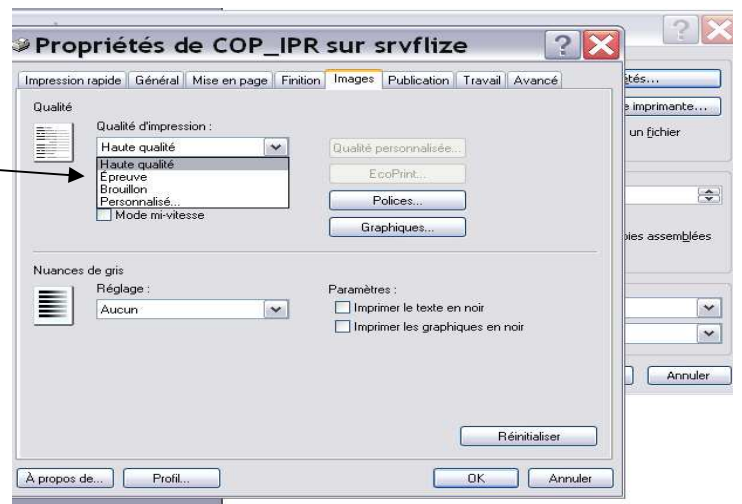 Propriétés de COP_IPR sur srvflize
Impression rapide Général Mise en page Finition Images Publication Travail Avancé
Qualité
Qualité d'impression :
Haute qualité
Qualité personnalisée...
Haute qualité
Épreuve
EcoPrint...
Brouillon
Personnalisé...
Polices...
Mode mi-vitesse
Graphiques...
Nuances de gris
Réglage :
Paramètres :
Aucun
Imprimer le texte en noir
Imprimer les graphiques en noir
Réinitialiser
À propos de... Profil... OK Annuler
étés...
e imprimante...
un fichier
pies assemblées
Annuler